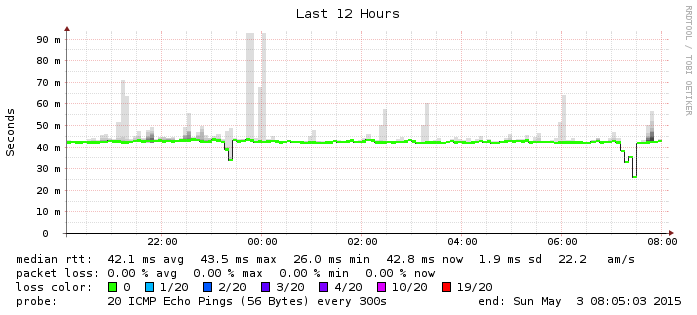 Last 12 Hours
RRDTOOL / TOBI OETIKER
Seconds
90 m
80 m
70 m
60 m
50 m
40 m
30 m
20 m
10 m
0
22:00 00:00 02:00 04:00 06:00 08:00
median rtt: 42.1 ms avg 43.5 ms max 26.0 ms min 42.8 ms now 1.9 ms sd 22.2 am/s
packet loss: 0.00 % avg 0.00 % max 0.00 % min 0.00 % now
loss color: 0 1/20 2/20 3/20 4/20 10/20 19/20
probe: 20 ICMP Echo Pings (56 Bytes) every 300s end: Sun May 3 08:05:03 2015